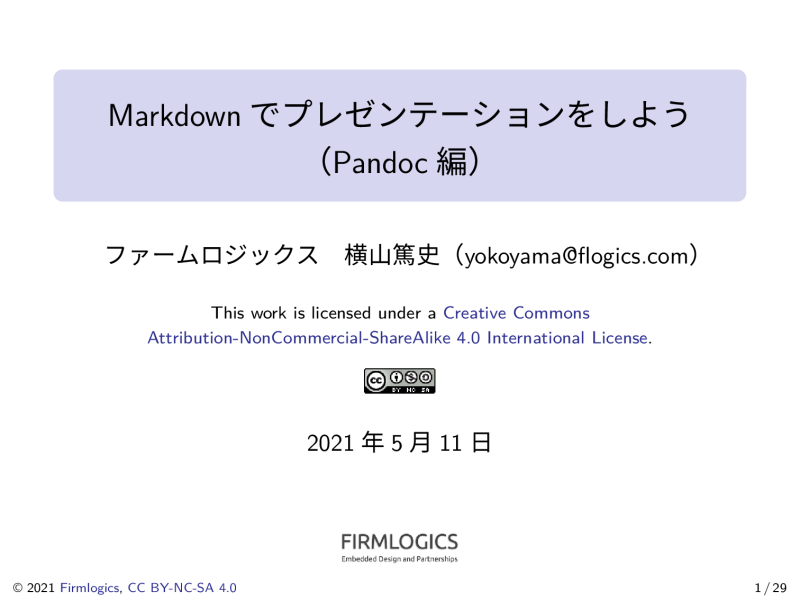 Markdown でプレゼンテーションをしよう
（Pandoc 編）
ファームロジックス　横山篤史（yokoyama@flogics.com）
This work is licensed under a Creative Commons
Attribution-NonCommercial-ShareAlike 4.0 International License.
cc BY NC SA
2021 年 5 月 11 日
FIRMLOGICS
Embedded Design and Partnerships
© 2021 Firmlogics, CC BY-NC-SA 4.0
1 / 29